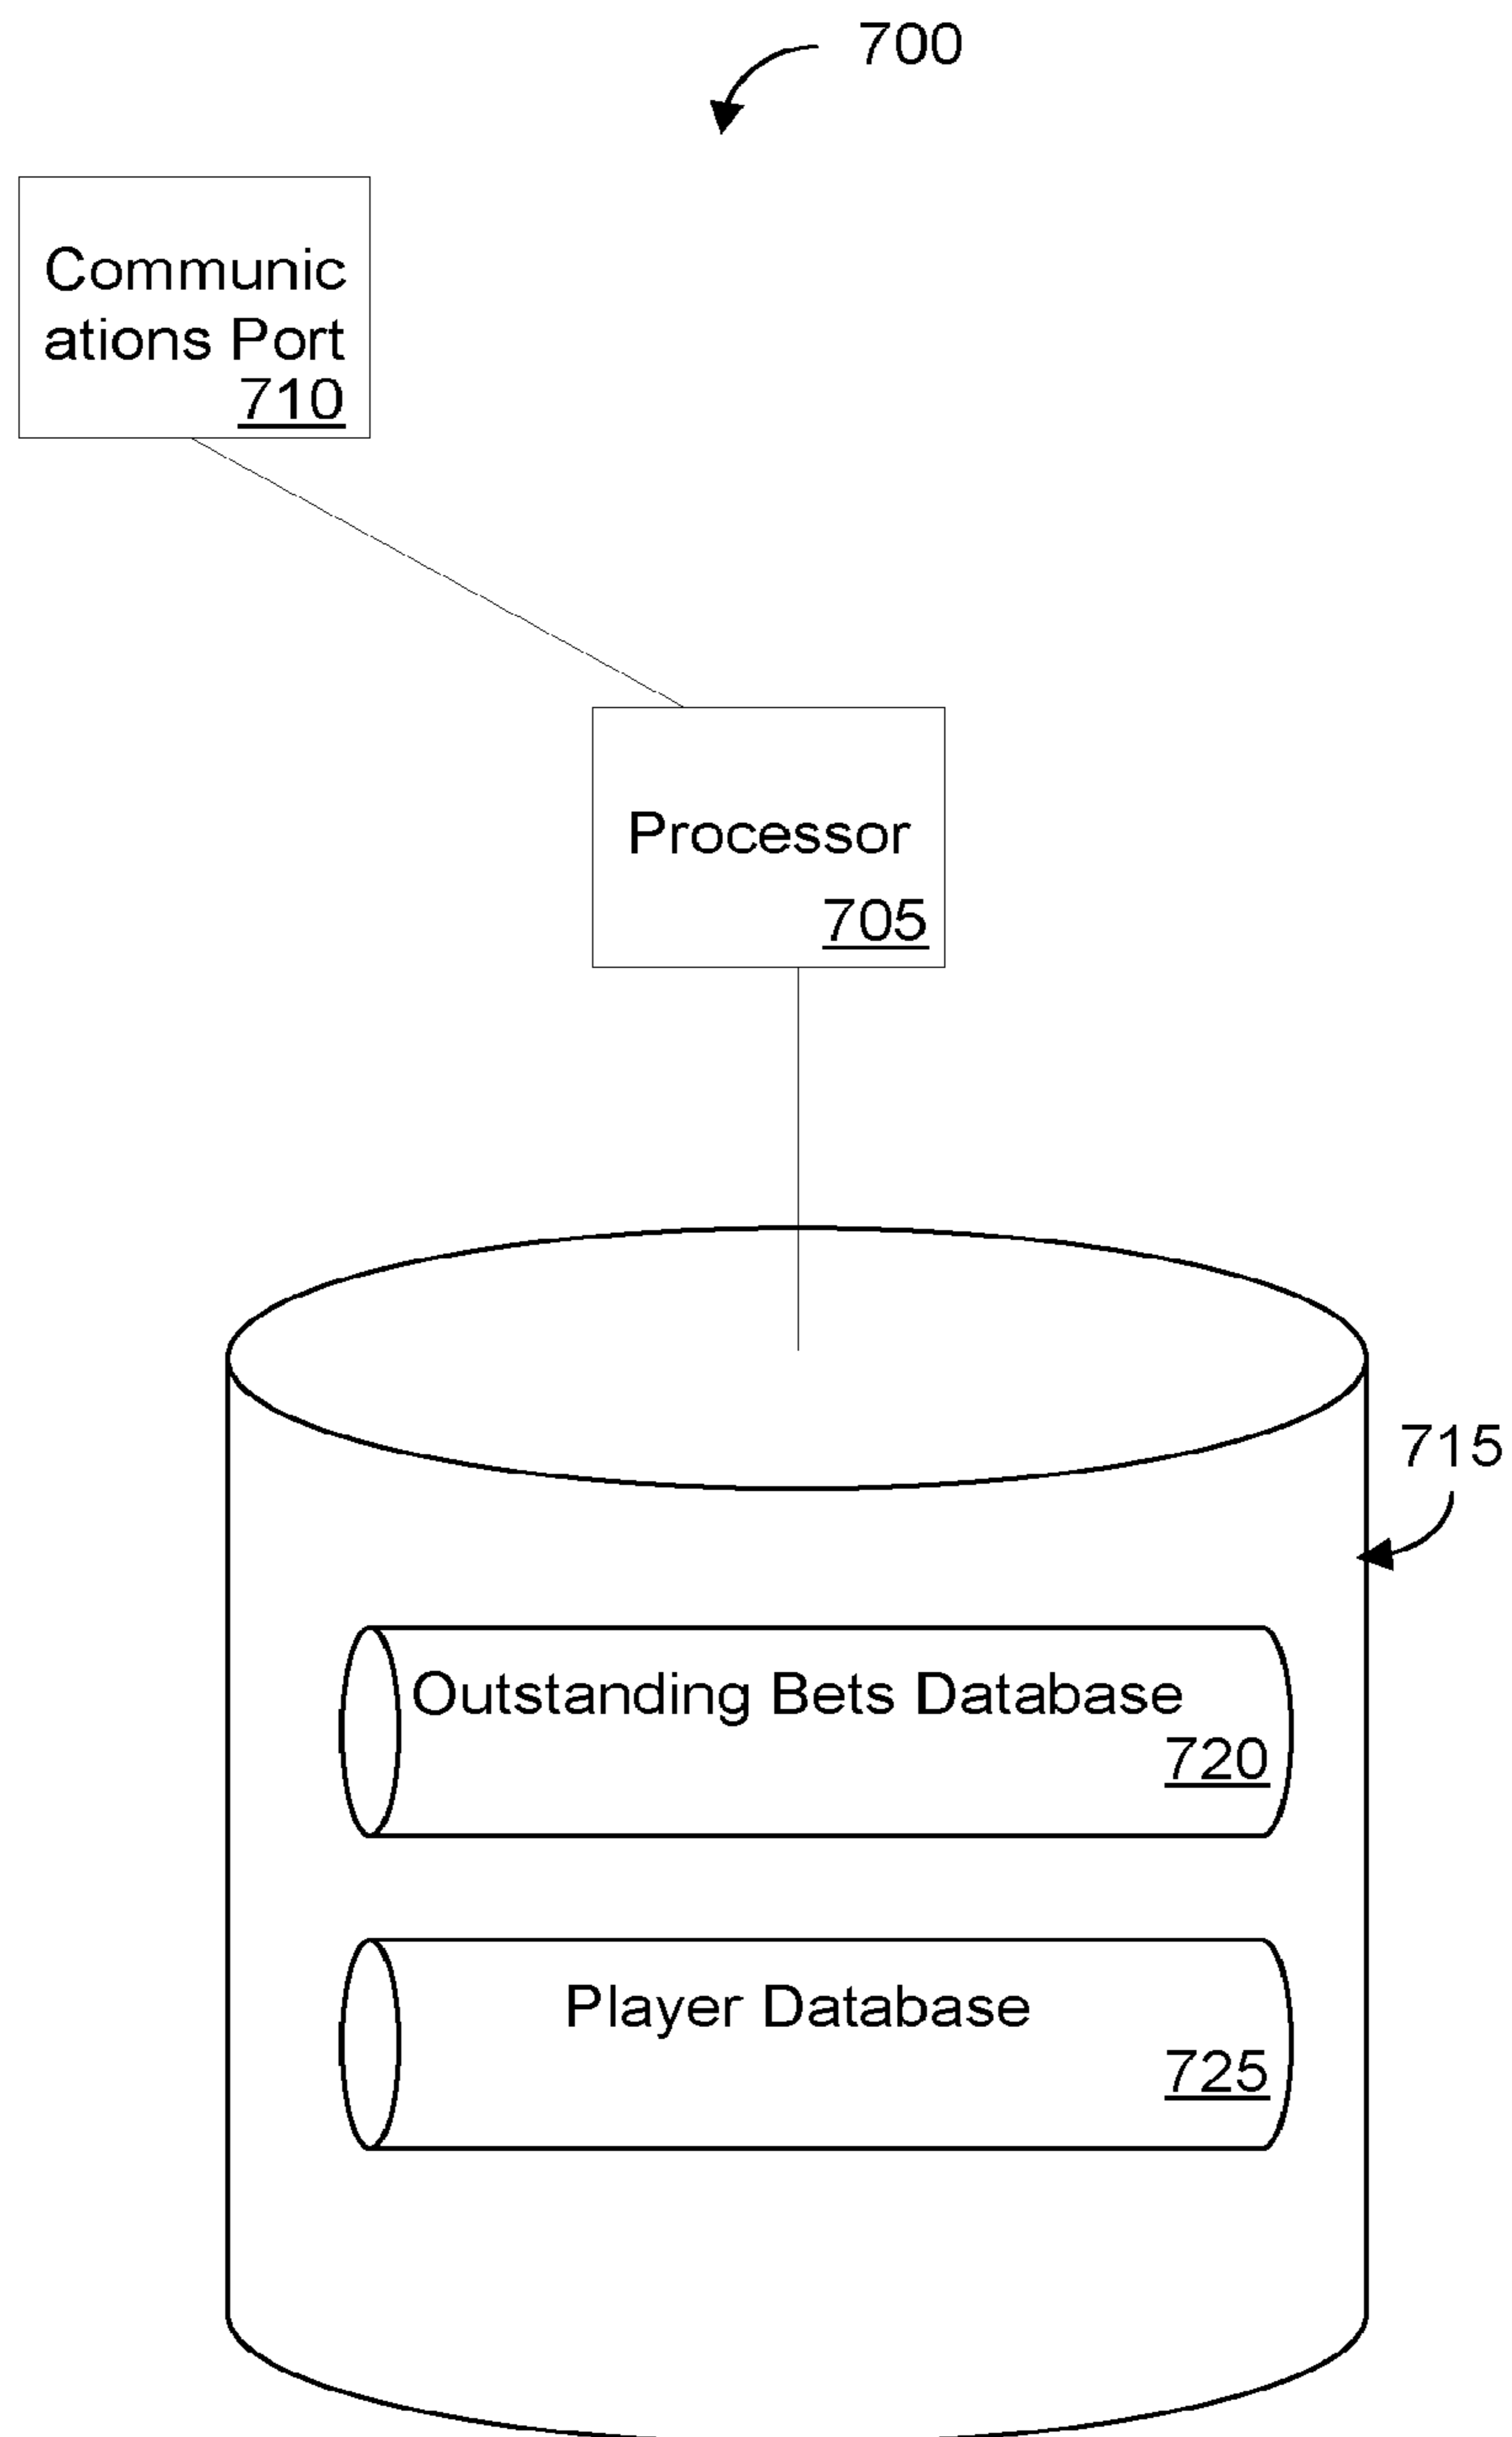 700
Communic
ations Port
710
Processor
705
715
Outstanding Bets Database
720
Player Database
725